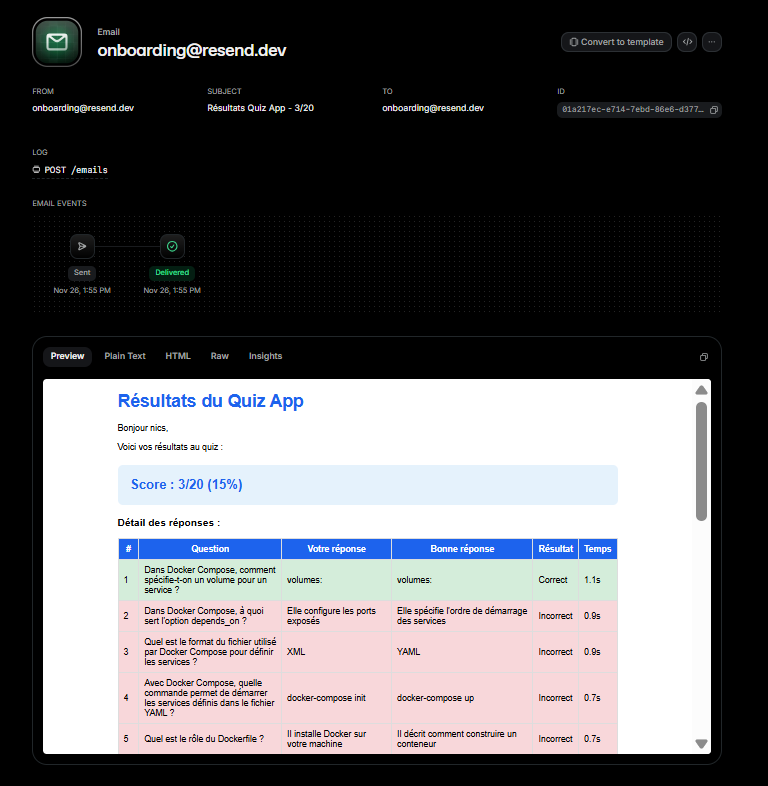 Email
onboarding@resend.dev
Convert to template
FROM
SUBJECT
TO
ID
onboarding@resend.dev
Résultats Quiz App - 3/20
onboarding@resend.dev
01a217ec-e714-7ebd-86e6-d377...
LOG
POST /emails
EMAIL EVENTS
Sent
Delivered
Nov 26, 1:55 PM
Nov 26, 1:55 PM
Preview
Plain Text
HTML
Raw
Insights
Résultats du Quiz App
Bonjour nics,
Voici vos résultats au quiz :
Score : 3/20 (15%)
Détail des réponses :
# Question Votre réponse Bonne réponse Résultat Temps
1 Dans Docker Compose, comment
spécifie-t-on un volume pour un
service ?
volumes:
volumes:
Correct
1.1s
2 Dans Docker Compose, à quoi
sert l'option depends_on ?
Elle configure les ports
exposés
Elle spécifie l'ordre de démarrage
des services
Incorrect
0.9s
3 Quel est le format du fichier utilisé
par Docker Compose pour définir
les services ?
XML
YAML
Incorrect
0.9s
4 Avec Docker Compose, quelle
commande permet de démarrer
les services définis dans le fichier
YAML ?
docker-compose init
docker-compose up
Incorrect
0.7s
5 Quel est le rôle du Dockerfile ?
Il installe Docker sur
votre machine
Il décrit comment construire un
conteneur
Incorrect
0.7s